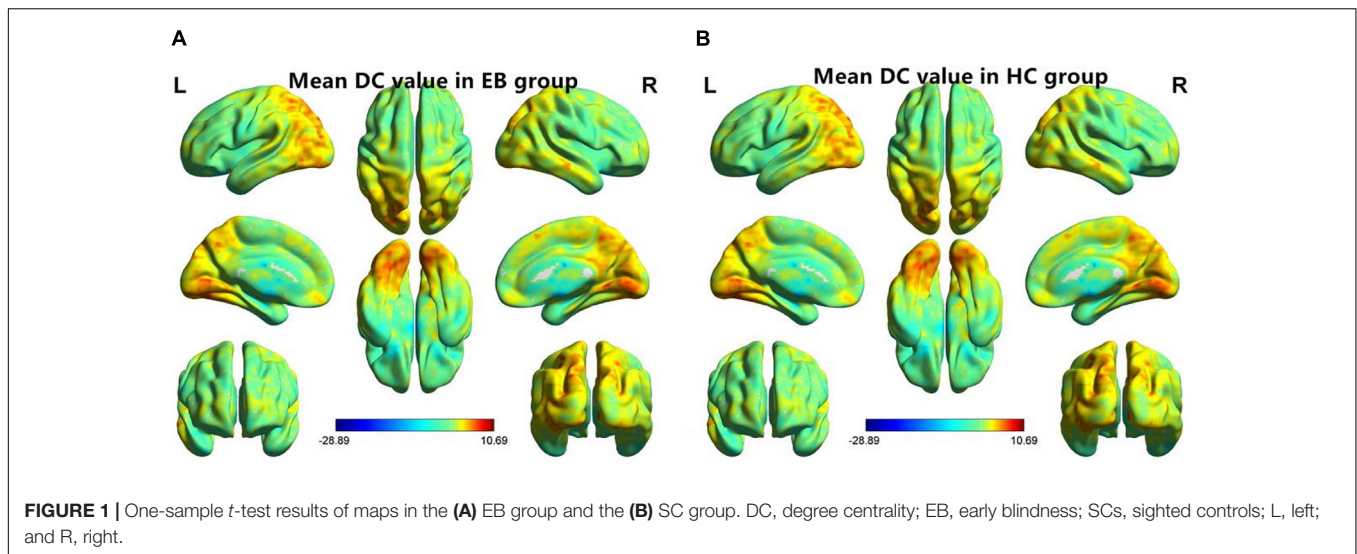 A
B
Mean DC value in EB group
Mean DC value in HC group
L
R
L
R
-28.89
10.69
-28.89
10.69
FIGURE 1 | One-sample t-test results of maps in the (A) EB group and the (B) SC group. DC, degree centrality; EB, early blindness; SCs, sighted controls; L, left;
and R, right.